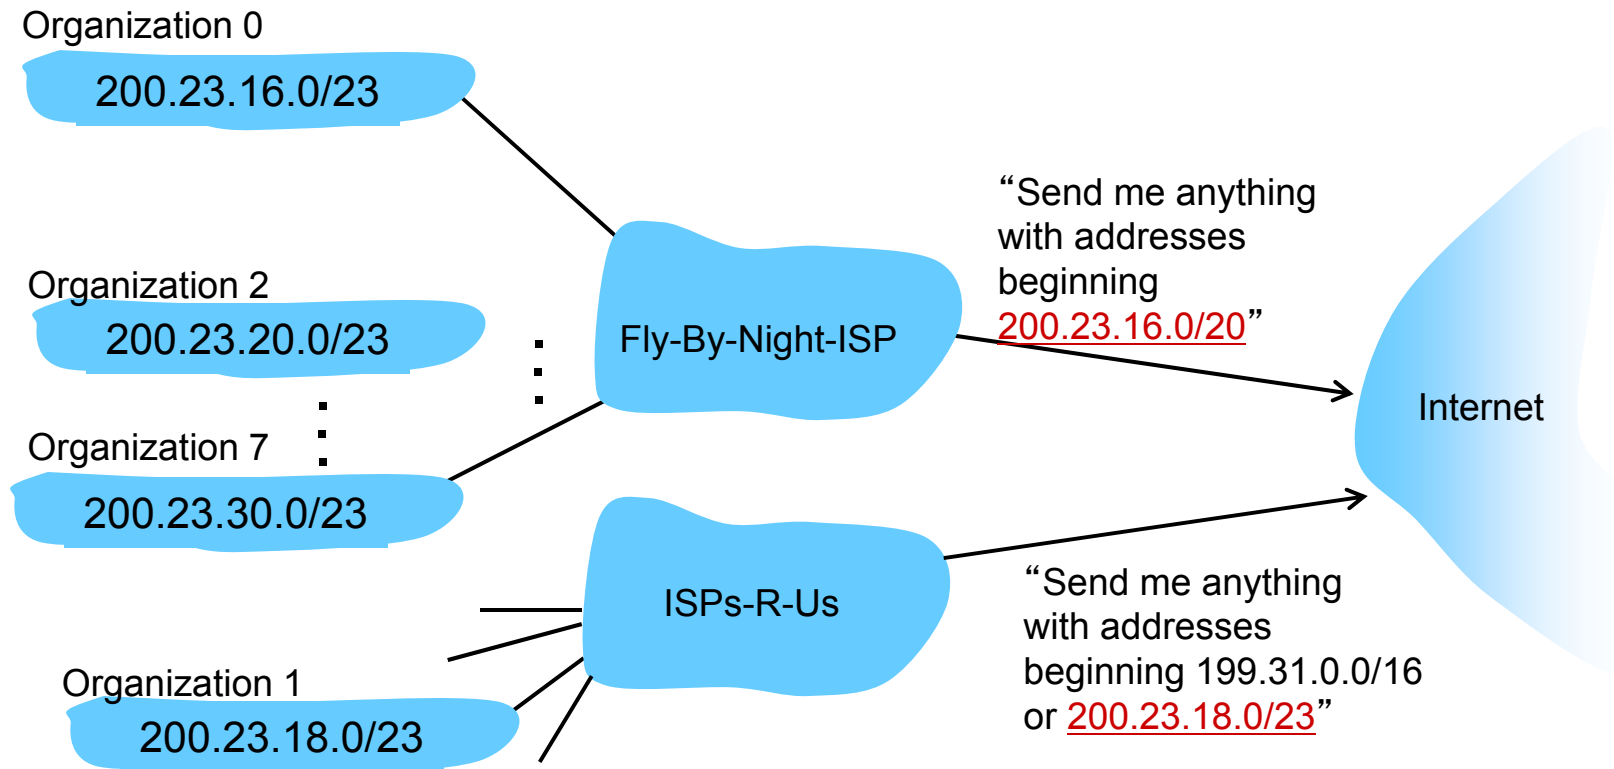 Organization 0
200.23.16.0/23
Organization 2
200.23.20.0/23
Organization 7
200.23.30.0/23
Fly-By-Night-ISP
“Send me anything
with addresses
beginning
200.23.16.0/20”
Internet
ISPs-R-Us
Organization 1
200.23.18.0/23
“Send me anything
with addresses
beginning 199.31.0.0/16
or 200.23.18.0/23”